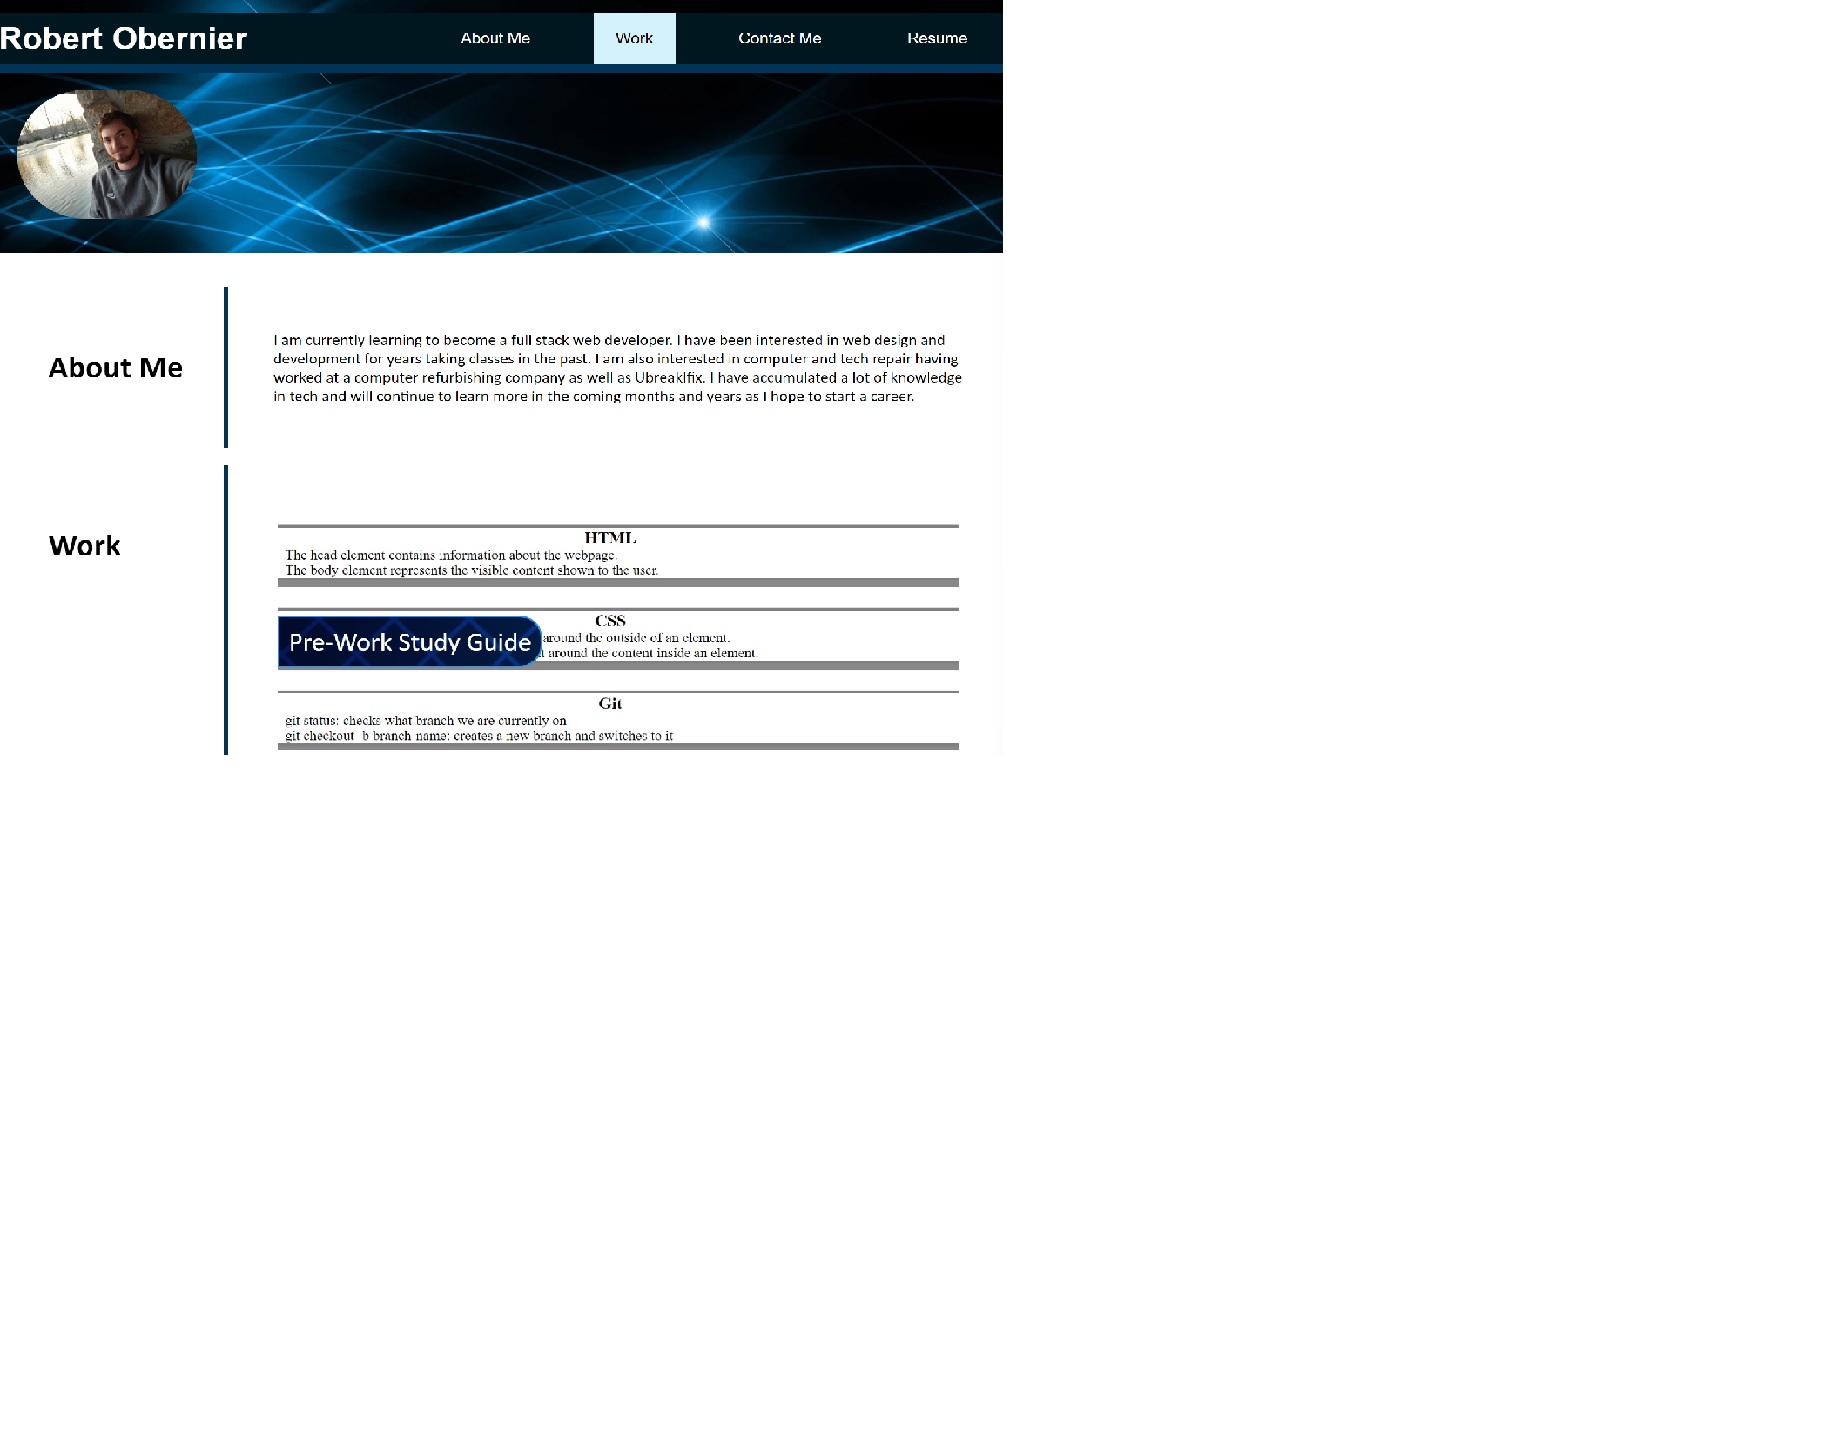 Robert Obernier
About Me
Work
Contact Me
Resume
About Me
I am currently learning to become a full stack web developer. I have been interested in web design and
development for years taking classes in the past. I am also interested in computer and tech repair having
worked at a computer refurbishing company as well as UbreakIfix. I have accumulated a lot of knowledge
in tech and will continue to learn more in the coming months and years as I hope to start a career.
Work
HTML
The head element contains information about the webpage.
The body element represents the visible content shown to the user.
CSS
around the outside of an element.
Pre-Work Study Guide
around the content inside an element.
Git
git status: checks what branch we are currently on
git checkout -b branch-name: creates a new branch and switches to it